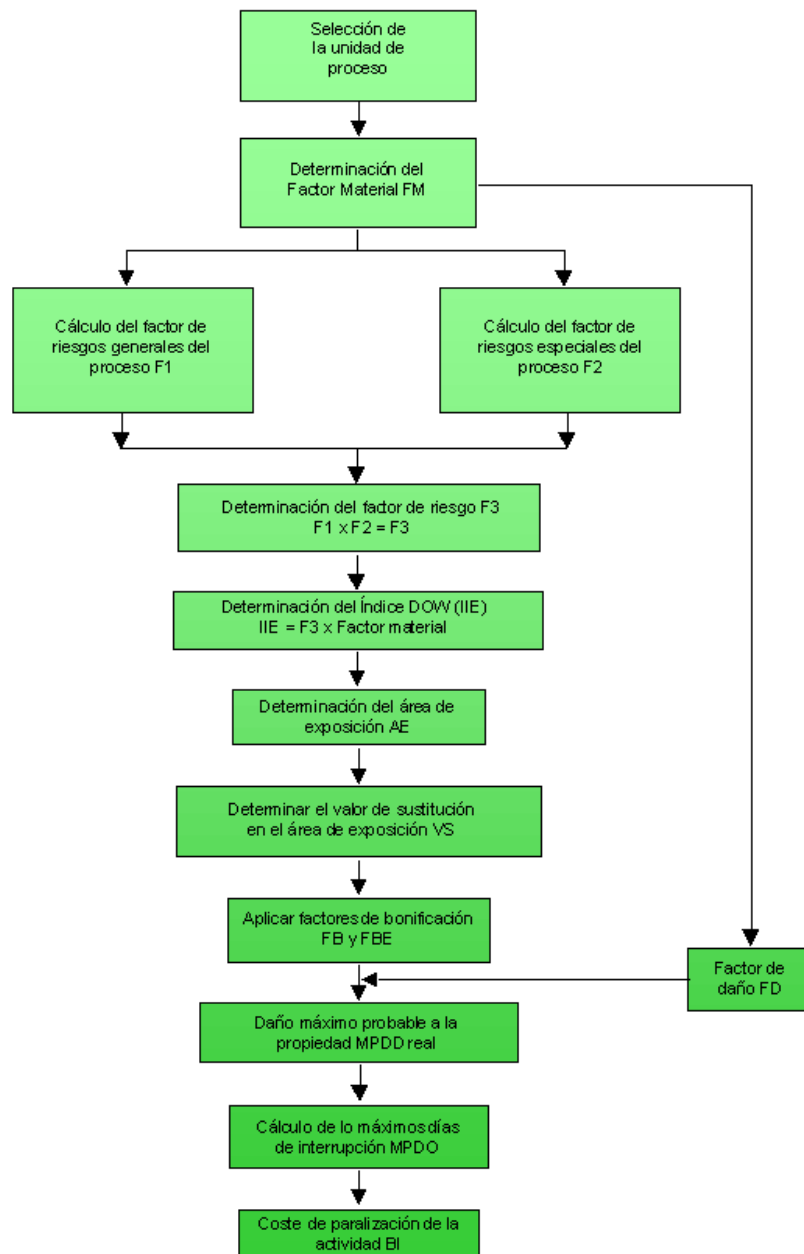 Selección de
la unidad de
proceso
Determinación del
Factor Material FM
Cálculo del factor de
riesgos generales del
proceso F1
Cálculo del factor de
riesgos especiales del
proceso F2
Determinación del factor de riesgo F3
F1 x F2 = F3
Determinación del Índice DOW (IIE)
IIE = F3 x Factor material
Determinación del área de
exposición AE
Determinar el valor de sustitución
en el área de exposición VS
Aplicar factores de bonificación
FB y FBE
Factor de
daño FD
Daño máximo probable a la
propiedad MPDD real
Cálculo de lo máximos días
de interrupción MPDO
Coste de paralización de la
actividad BI